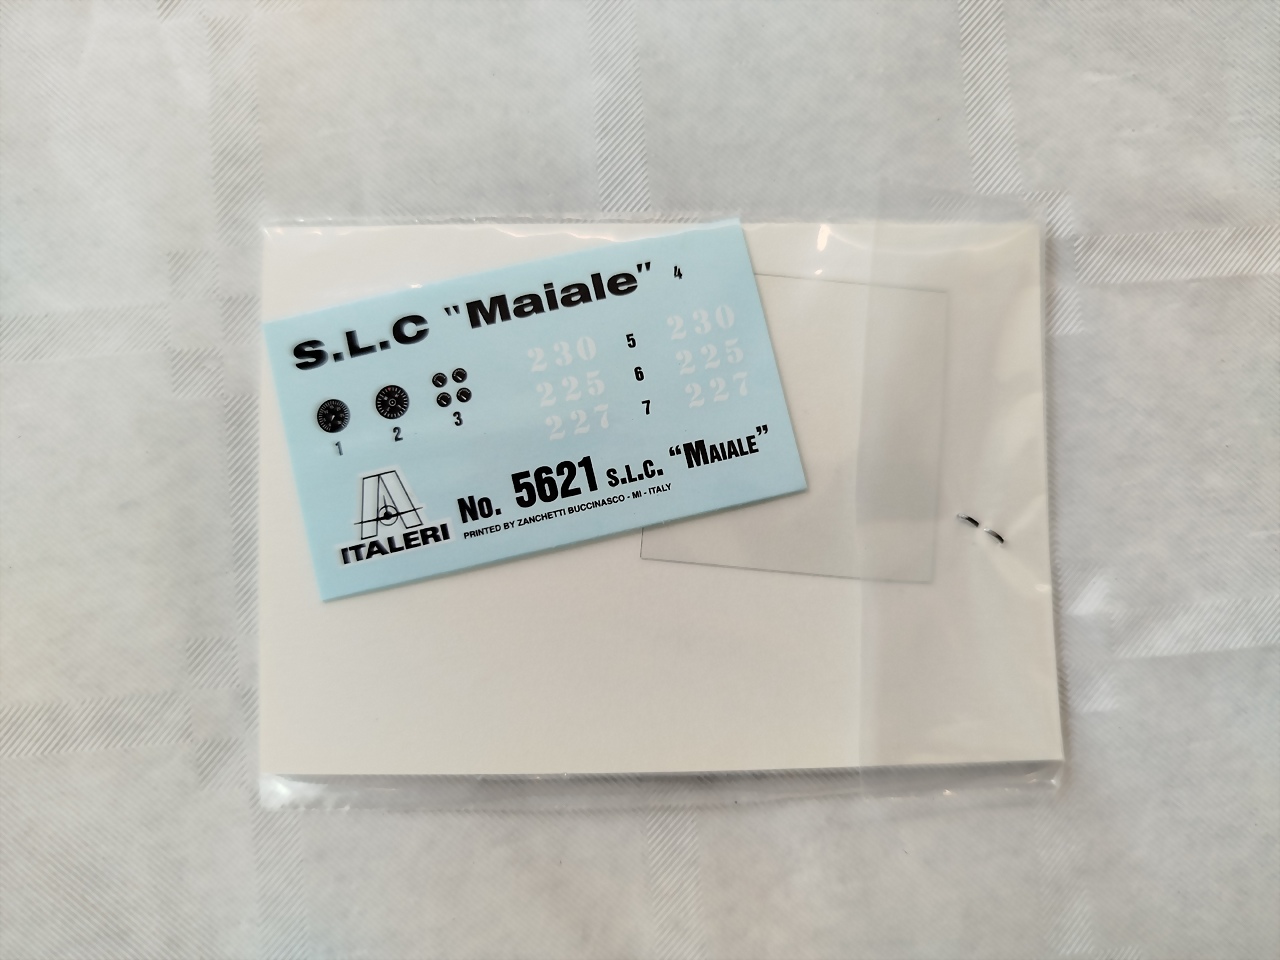 S.L.C "Maiale" 4
230 5 230
225 6 225
227 7 227
1 2 3
ITALERI
No. 5621 S.L.C. “MAIALE”
PRINTED BY ZANCHETTI BUCCINASCO - MI - ITALY